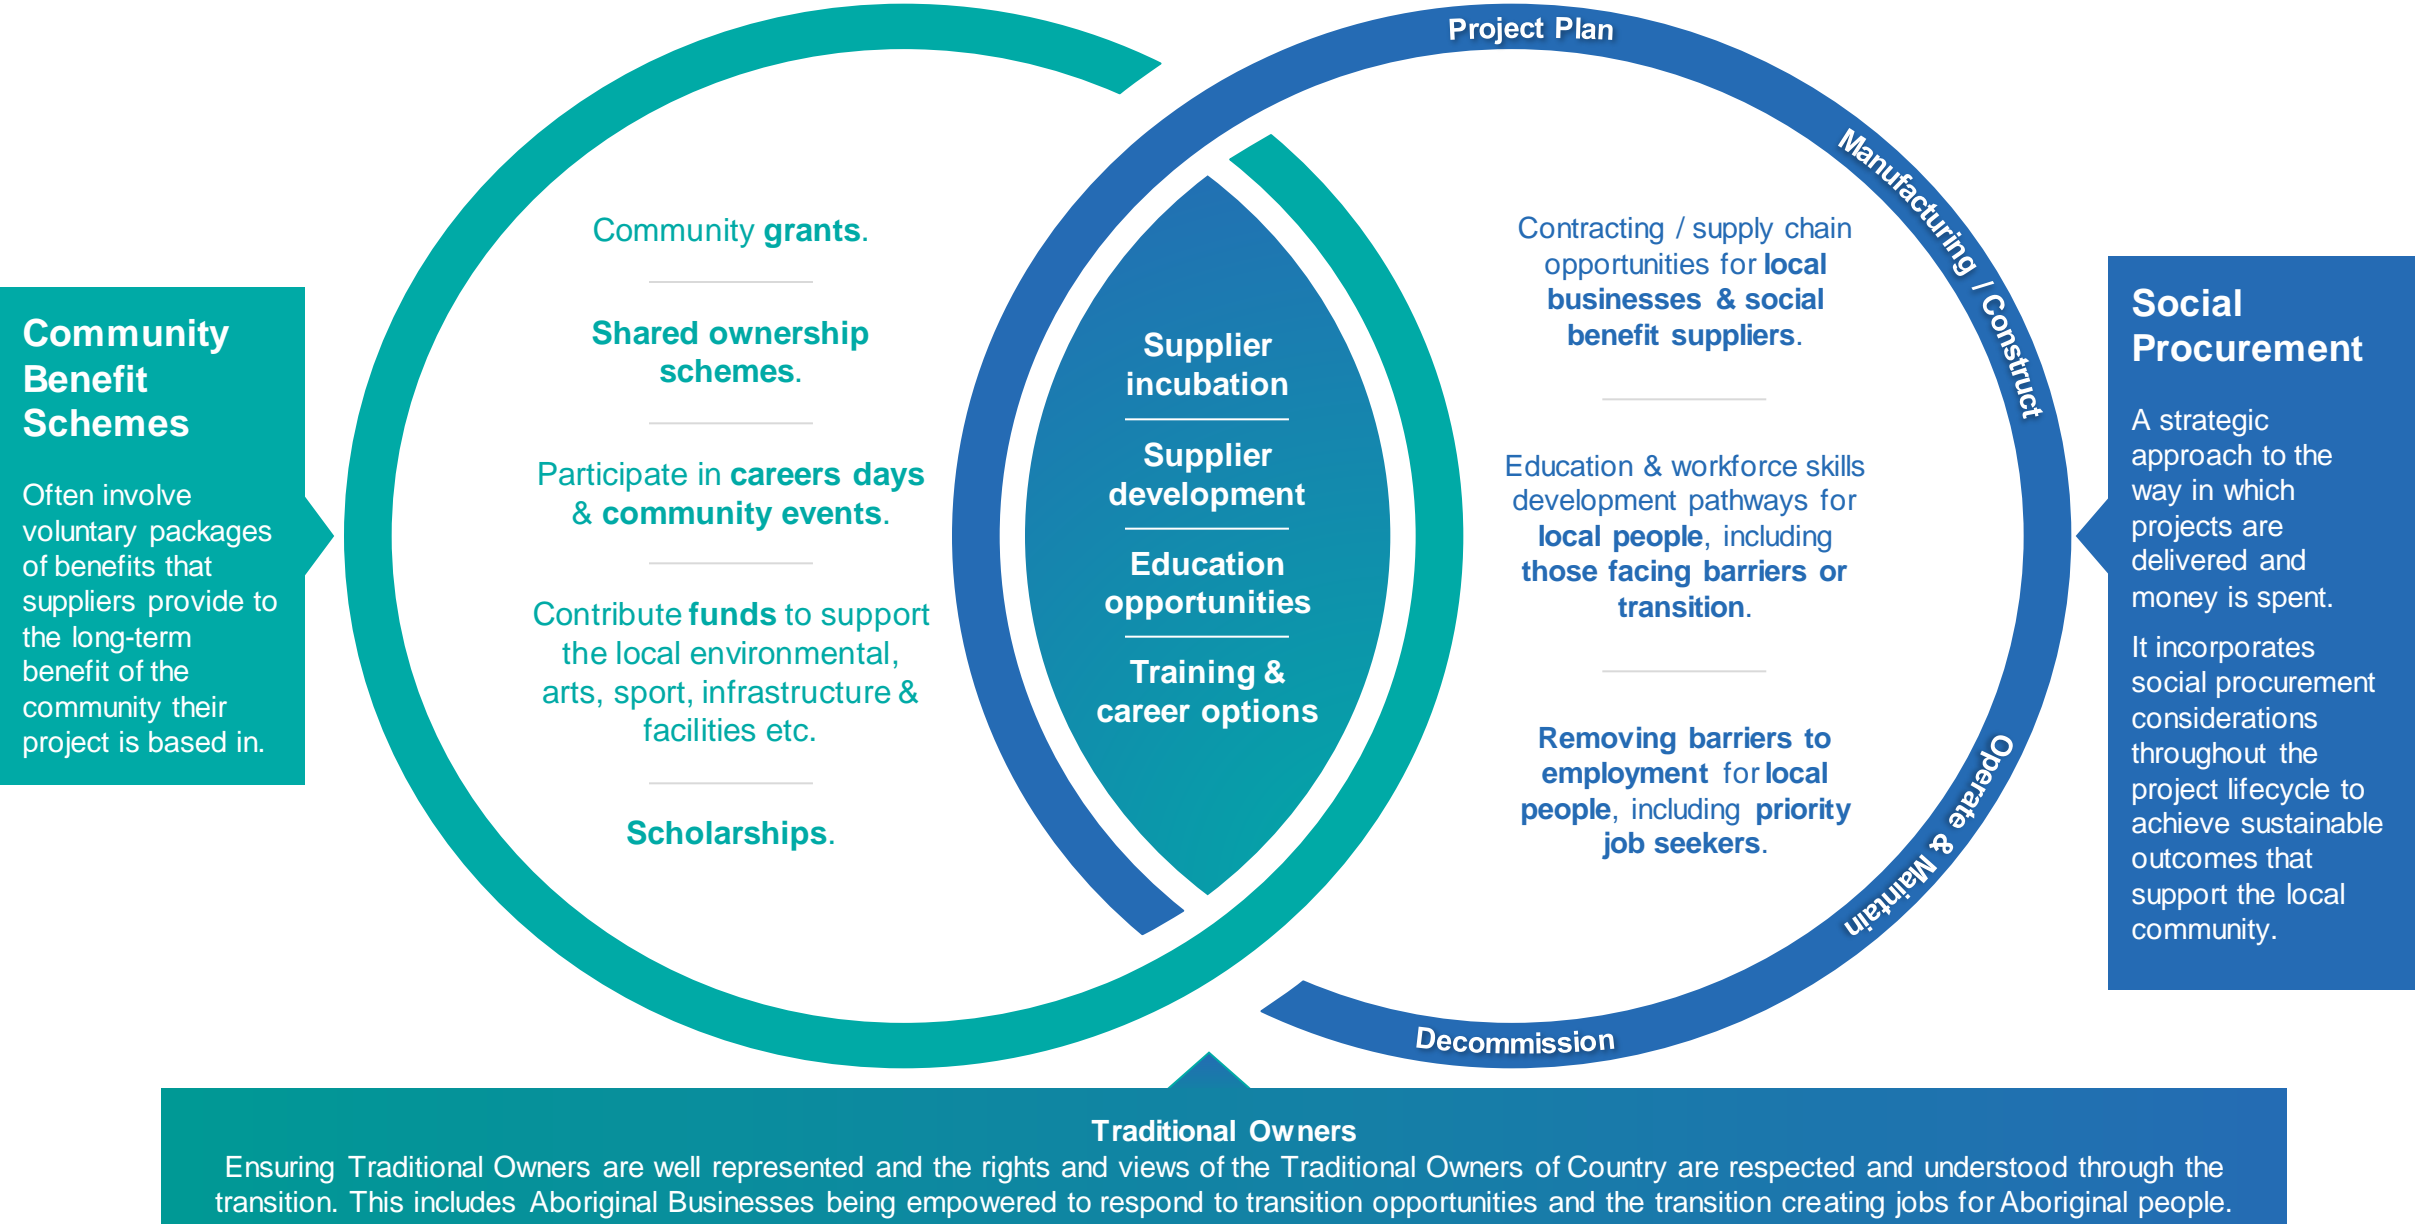 Community
Benefit
Schemes
Often involve
voluntary packages
of benefits that
suppliers provide to
the long-term
benefit of the
community their
project is based in.
Community grants.
Shared ownership
schemes.
Participate in careers days
& community events.
Contribute funds to support
the local environmental,
arts, sport, infrastructure &
facilities etc.
Scholarships.
Supplier
incubation
Supplier
development
Education
opportunities
Training &
career options
Project Plan
Manufacturing / Construct
Operate & Maintain
Decommission
Contracting / supply chain
opportunities for local
businesses & social
benefit suppliers.
Education & workforce skills
development pathways for
local people, including
those facing barriers or
transition.
Removing barriers to
employment for local
people, including priority
job seekers.
Social
Procurement
A strategic
approach to the
way in which
projects are
delivered and
money is spent.
It incorporates
social procurement
considerations
throughout the
project lifecycle to
achieve sustainable
outcomes that
support the local
community.
Traditional Owners
Ensuring Traditional Owners are well represented and the rights and views of the Traditional Owners of Country are respected and understood through the
transition. This includes Aboriginal Businesses being empowered to respond to transition opportunities and the transition creating jobs for Aboriginal people.